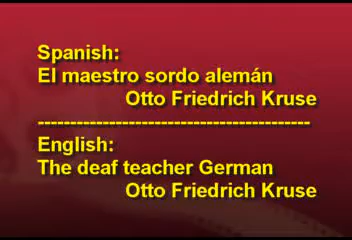 Spanish:
El maestro sordo alemán
Otto Friedrich Kruse
--------------------------------------------
English:
The deaf teacher German
Otto Friedrich Kruse